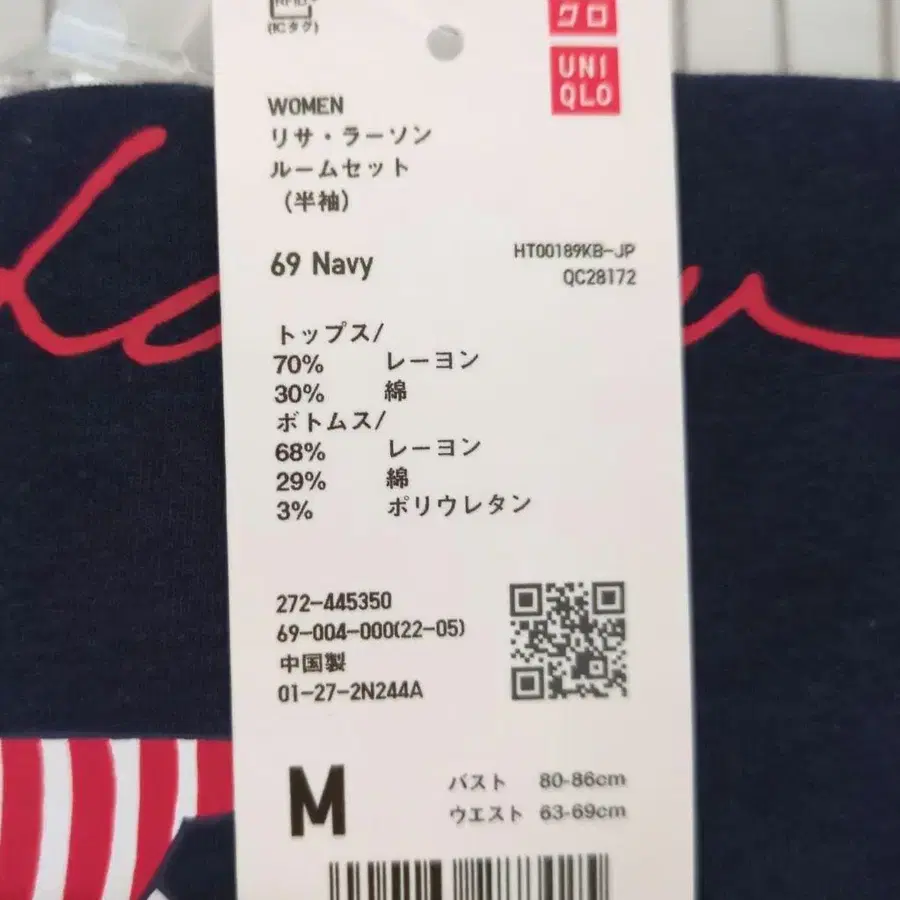 (ICタグ)
クロ
UNI
QLO
WOMEN
リサ・ラーソン
ルームセット
(半袖)
69 Navy
HT00189KB-JP
QC28172
トップス/
70% レーヨン
30% 綿
ボトムス/
68% レーヨン
29% 綿
3% ポリウレタン
272-445350
69-004-000(22-05)
中国製
01-27-2N244A
M
バスト 80-86cm
ウエスト 63-69cm